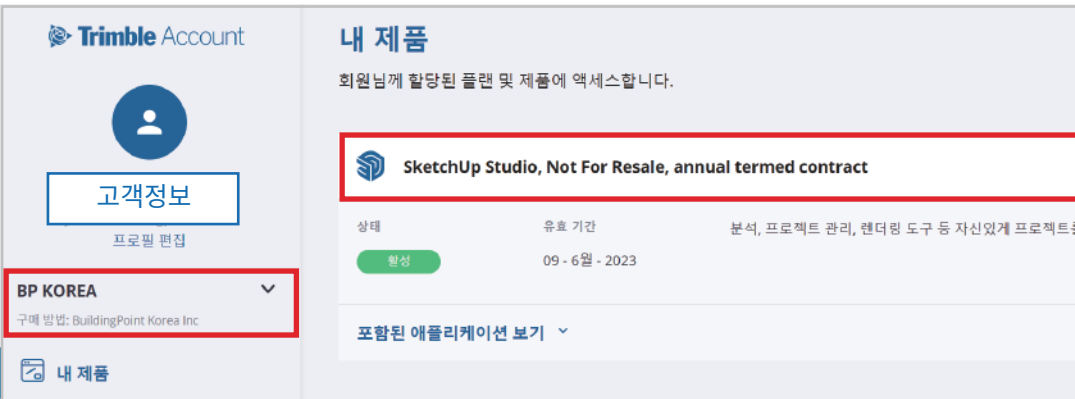 Trimble Account
고객정보
프로필 편집
BP KOREA
구매 방법: BuildingPoint Korea Inc
내 제품
내 제품
회원님께 할당된 플랜 및 제품에 액세스합니다.
SketchUp Studio, Not For Resale, annual termed contract
상태
유효 기간
분석, 프로젝트 관리, 렌더링 도구 등 자신있게 프로젝트를
활성
09 - 6월 - 2023
포함된 애플리케이션 보기